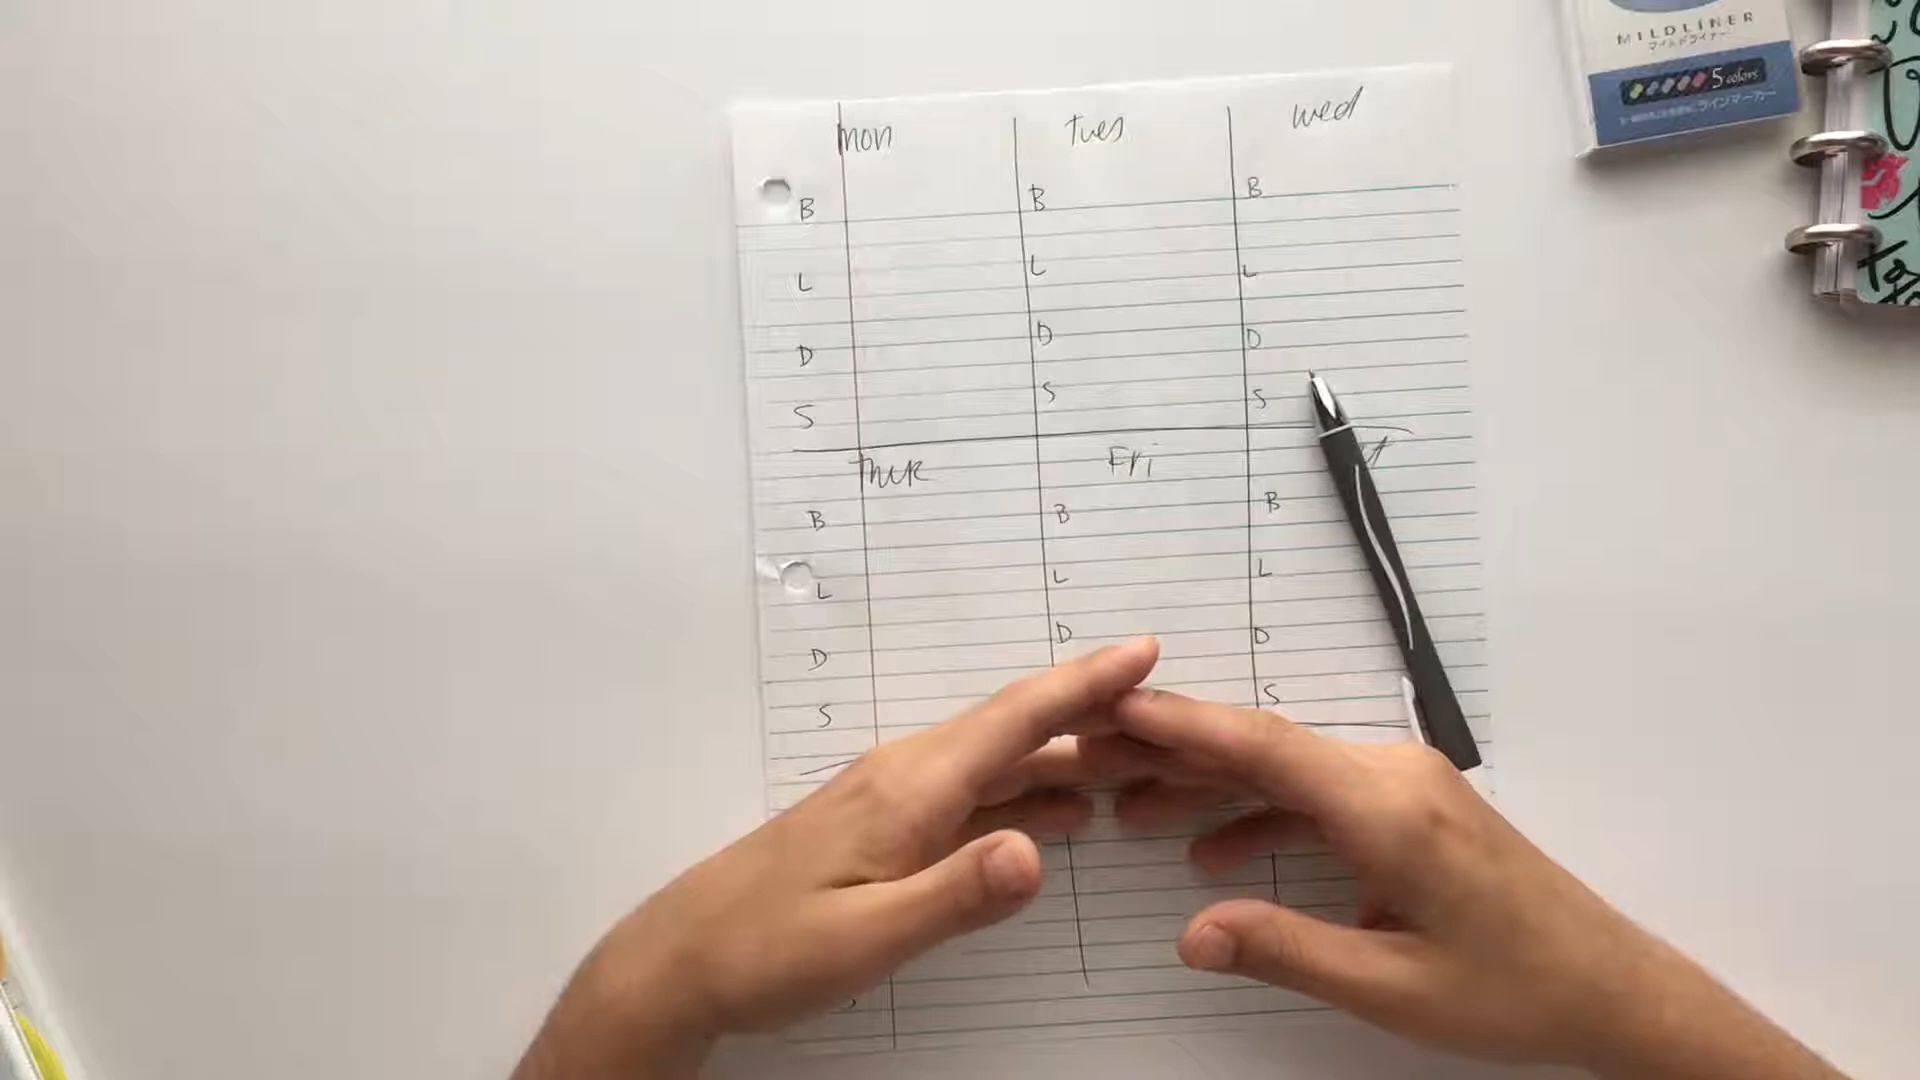 MILDLINER
マイルドライナー
5 colors
ラインマーカー
mon Tues wed
B B B
L L L
D D D
S S S
Thur Fri
B B B
L L L
D D D
S S